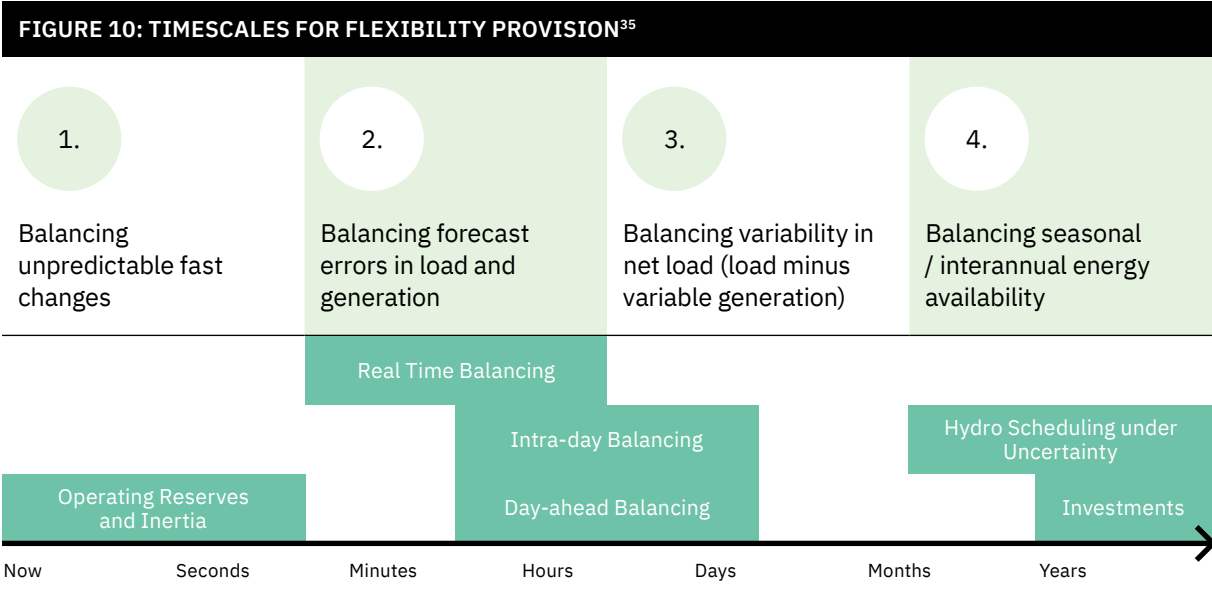 FIGURE 10: TIMESCALES FOR FLEXIBILITY PROVISION³⁵
1.
Balancing
unpredictable fast
changes
2.
Balancing forecast
errors in load and
generation
3.
Balancing variability in
net load (load minus
variable generation)
4.
Balancing seasonal
/ interannual energy
availability
Real Time Balancing
Intra-day Balancing
Hydro Scheduling under
Uncertainty
Operating Reserves
and Inertia
Day-ahead Balancing
Investments
Now
Seconds
Minutes
Hours
Days
Months
Years